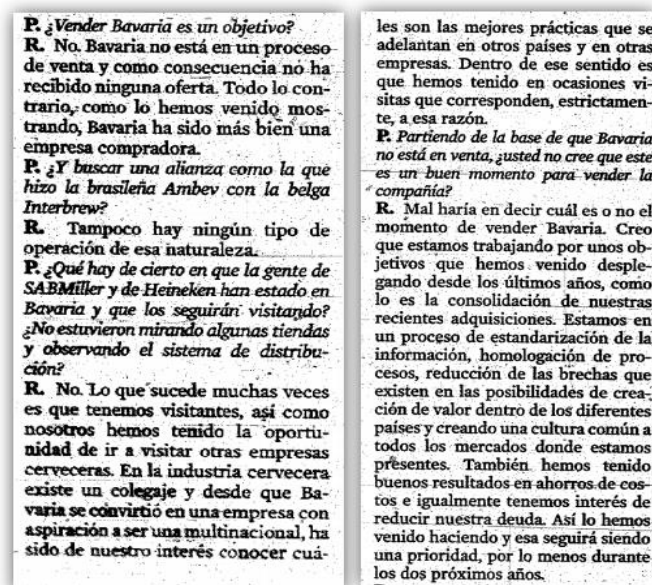 P. ¿Vender Bavaria es un objetivo?
R. No. Bavaria no está en un proceso
de venta y como consecuencia no ha
recibido ninguna oferta. Todo lo con-
trario, como lo hemos venido mos-
trando, Bavaria ha sido más bien una
empresa compradora.
P. ¿Y buscar una alianza como la que
hizo la brasileña Ambev con la belga
Interbrew?
R. Tampoco hay ningún tipo de
operación de esa naturaleza.
P. ¿Qué hay de cierto en que la gente de
SABMiller y de Heineken han estado en
Bavaria y que los seguirán visitando?
¿No estuvieron mirando algunas tiendas
y observando el sistema de distribu-
ción?
R. No. Lo que sucede muchas veces
es que tenemos visitantes, así como
nosotros hemos tenido la oportu-
nidad de ir a visitar otras empresas
cerveceras. En la industria cervecera
existe un colegaje y desde que Ba-
varia se convirtió en una empresa con
aspiración a ser una multinacional, ha
sido de nuestro interés conocer cuá-
les son las mejores prácticas que se
adelantan en otros países y en otras
empresas. Dentro de ese sentido es
que hemos tenido en ocasiones vi-
sitas que corresponden, estrictamen-
te, a esa razón.
P. Partiendo de la base de que Bavaria
no está en venta, ¿usted no cree que este
es un buen momento para vender la
compañía?
R. Mal haría en decir cuál es o no el
momento de vender Bavaria. Creo
que estamos trabajando por unos ob-
jetivos que hemos venido desple-
gando desde los últimos años, como
lo es la consolidación de nuestras
recientes adquisiciones. Estamos en
un proceso de estandarización de la
información, homologación de pro-
cesos, reducción de las brechas que
existen en las posibilidades de crea-
ción de valor dentro de los diferentes
países y creando una cultura común a
todos los mercados donde estamos
presentes. También hemos tenido
buenos resultados en ahorros de cos-
tos e igualmente tenemos interés de
reducir nuestra deuda. Así lo hemos
venido haciendo y esa seguirá siendo
una prioridad, por lo menos durante
los dos próximos años.